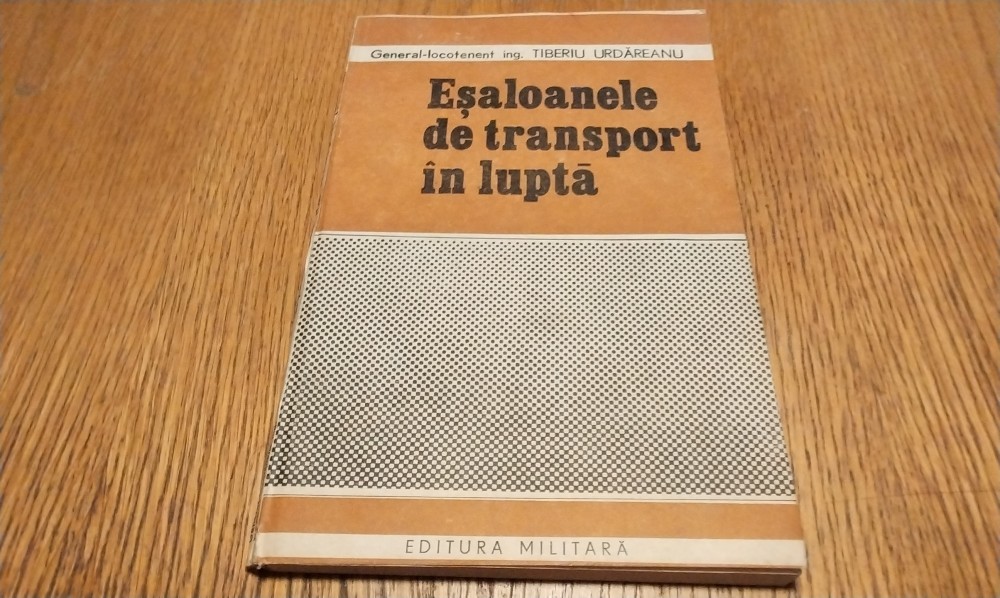 General-locotenent ing. TIBERIU URDĂREANU
Eșaloanele
de transport
în luptă
EDITURA MILITARĂ